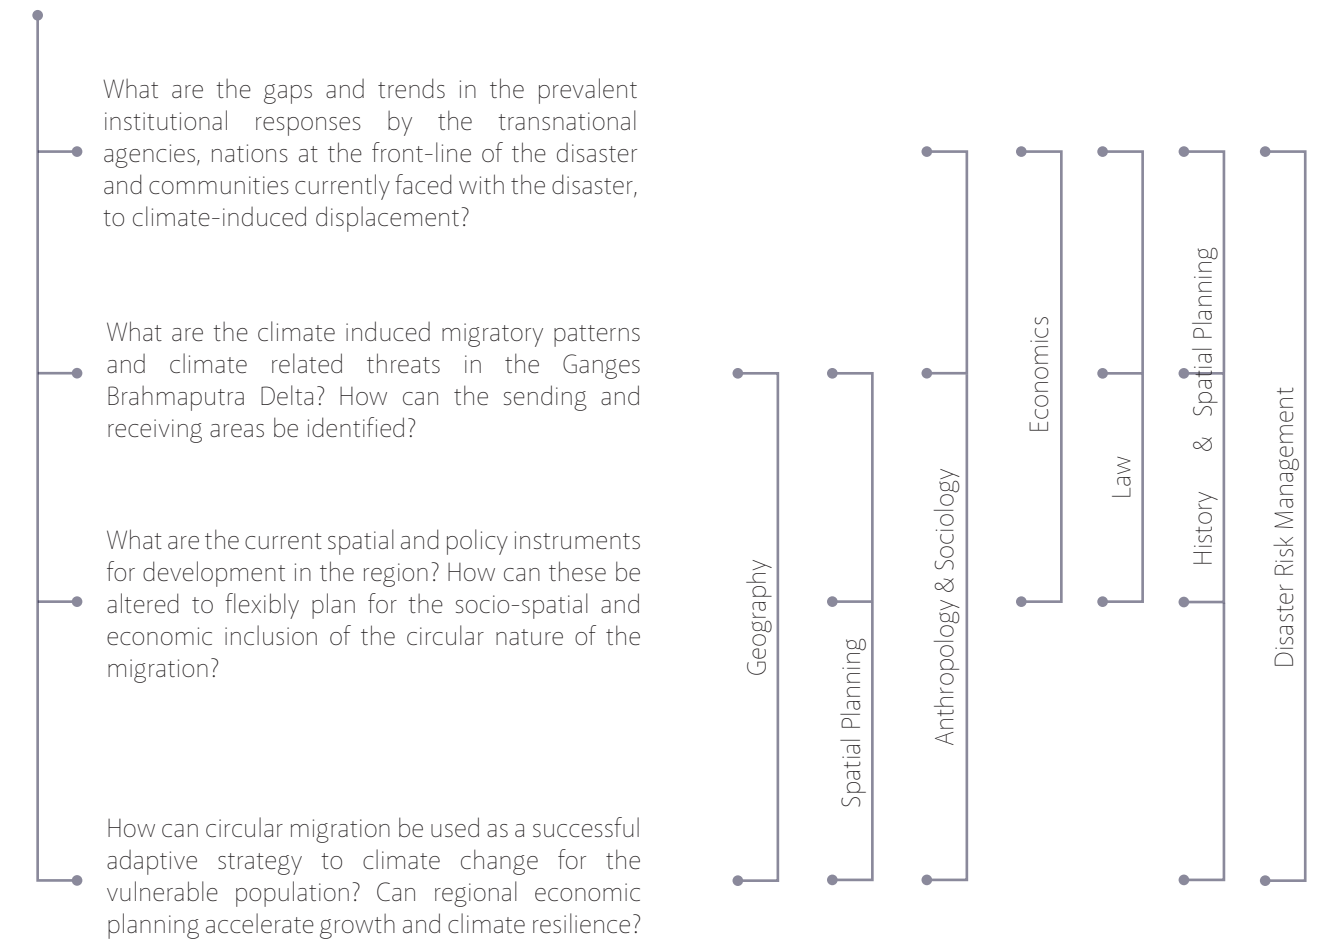 What are the gaps and trends in the prevalent
institutional responses by the transnational
agencies, nations at the front-line of the disaster
and communities currently faced with the disaster,
to climate-induced displacement?
What are the climate induced migratory patterns
and climate related threats in the Ganges
Brahmaputra Delta? How can the sending and
receiving areas be identified?
What are the current spatial and policy instruments
for development in the region? How can these be
altered to flexibly plan for the socio-spatial and
economic inclusion of the circular nature of the
migration?
How can circular migration be used as a successful
adaptive strategy to climate change for the
vulnerable population? Can regional economic
planning accelerate growth and climate resilience?
Geography
Spatial Planning
Anthropology & Sociology
Economics
Law
History & Spatial Planning
Disaster Risk Management